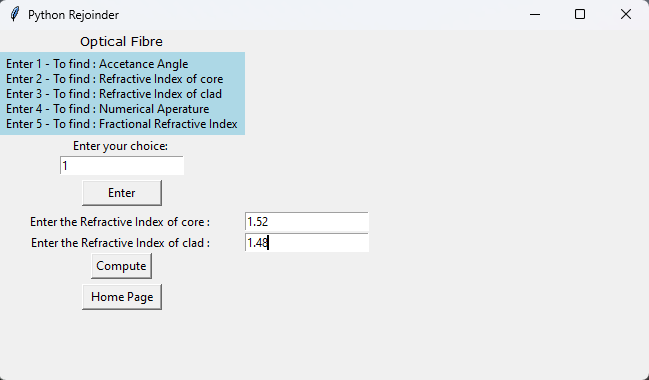 Python Rejoinder
Optical Fibre
Enter 1 - To find : Accetance Angle
Enter 2 - To find : Refractive Index of core
Enter 3 - To find : Refractive Index of clad
Enter 4 - To find : Numerical Aperature
Enter 5 - To find : Fractional Refractive Index
Enter your choice:
1
Enter
Enter the Refractive Index of core : 1.52
Enter the Refractive Index of clad : 1.48
Compute
Home Page